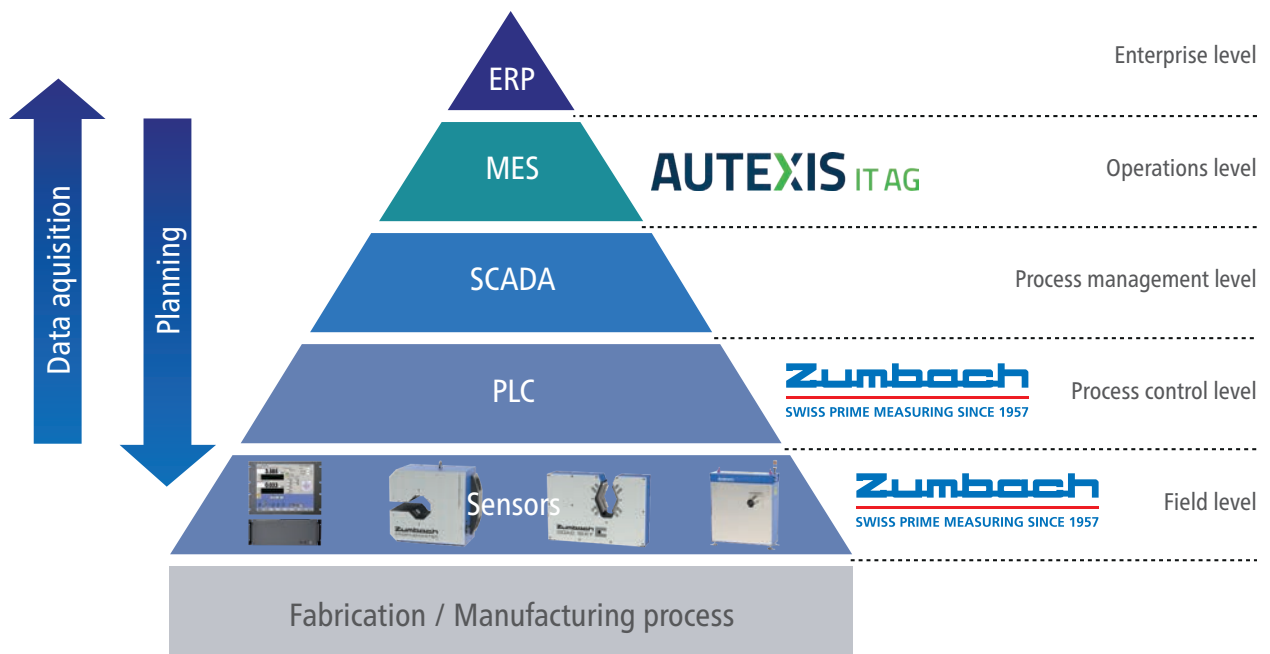 ERP
Enterprise level
MES
AUTEXIS IT AG
Operations level
SCADA
Process management level
PLC
Zumbach
SWISS PRIME MEASURING SINCE 1957
Process control level
Sensors
Zumbach
Zumbach
Zumbach
SWISS PRIME MEASURING SINCE 1957
Field level
Fabrication / Manufacturing process
Data aquisition
Planning